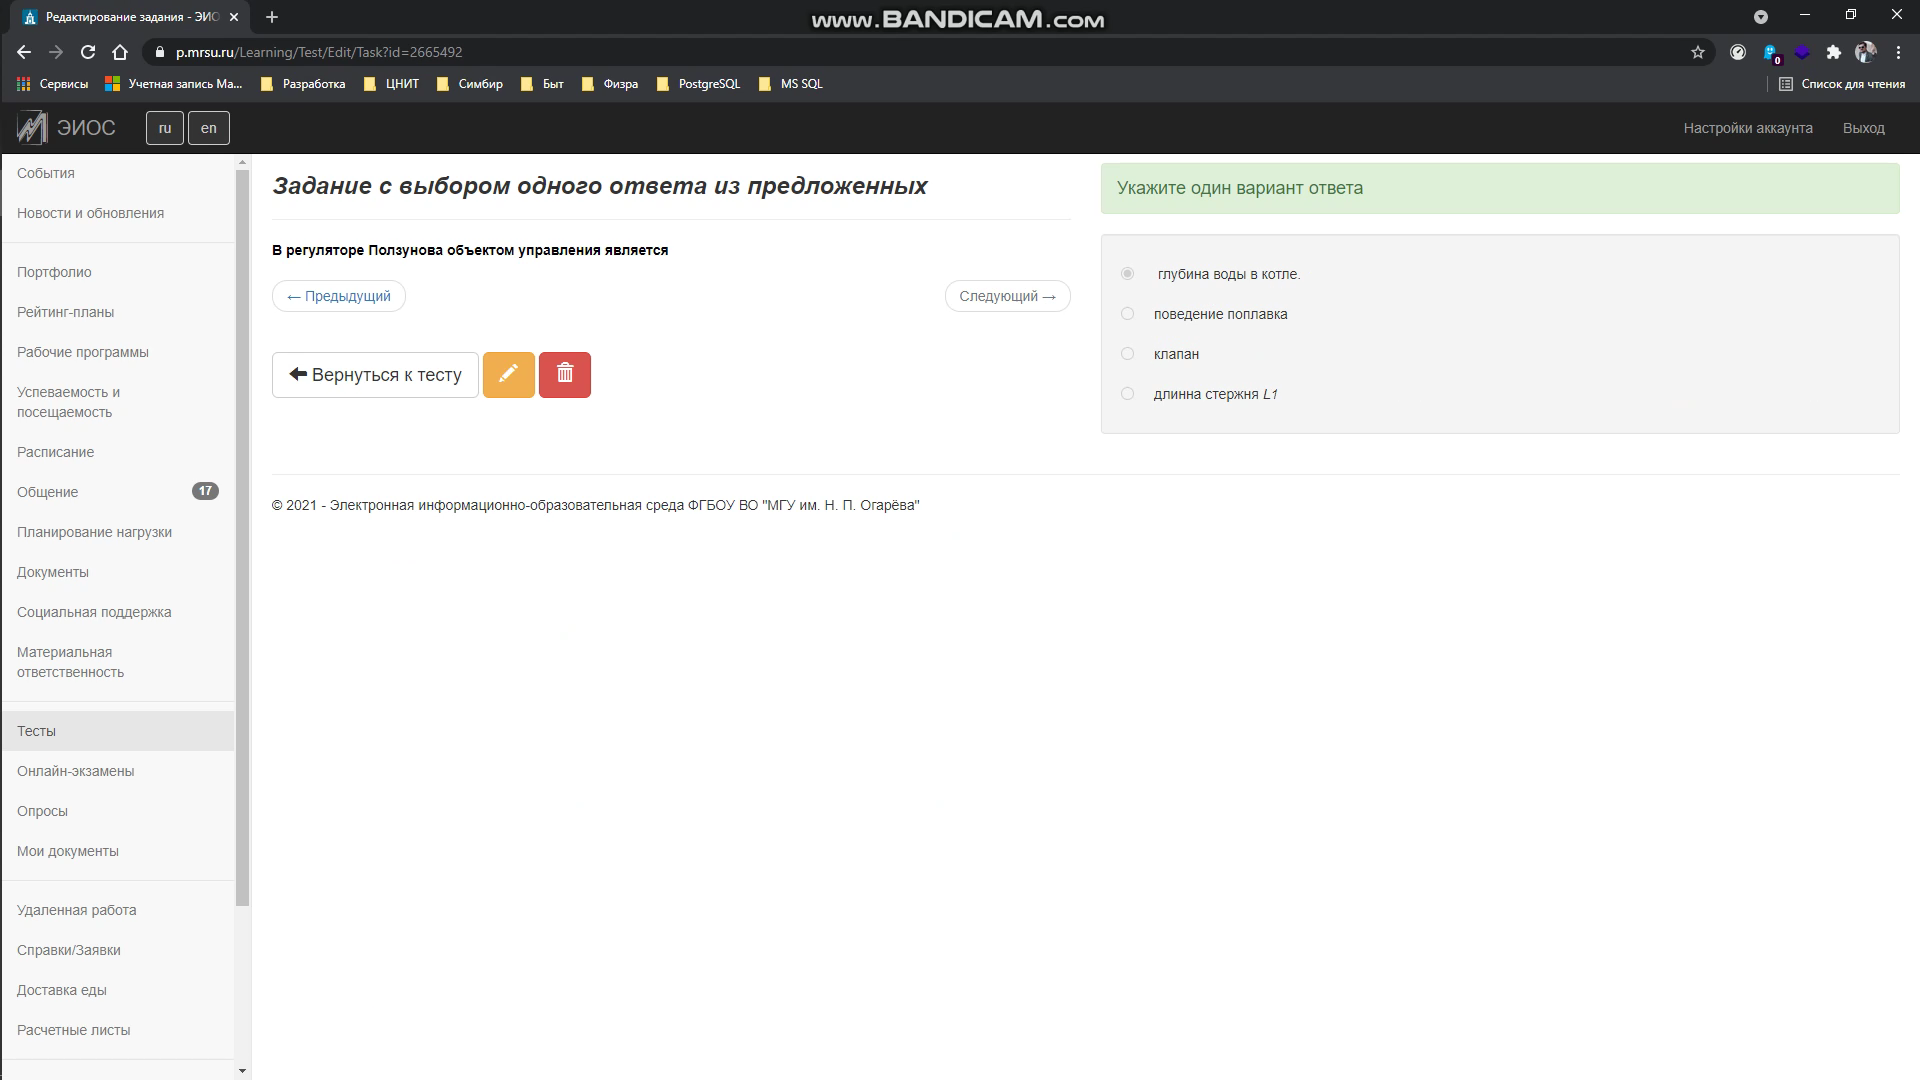 Редактирование задания - ЭИО
www.BANDICAM.com
p.mrsu.ru/Learning/Test/Edit/Task?id=2665492
0
Сервисы
Учетная запись Ma...
Разработка
ЦНИТ
Симбир
Быт
Физра
PostgreSQL
MS SQL
Список для чтения
ЭИОС
ru
en
Настройки аккаунта
Выход
События
Новости и обновления
Портфолио
Рейтинг-планы
Рабочие программы
Успеваемость и
посещаемость
Расписание
Общение
17
Планирование нагрузки
Документы
Социальная поддержка
Материальная
ответственность
Тесты
Онлайн-экзамены
Опросы
Мои документы
Удаленная работа
Справки/Заявки
Доставка еды
Расчетные листы
Задание с выбором одного ответа из предложенных
В регуляторе Ползунова объектом управления является
← Предыдущий
Следующий →
Вернуться к тесту
Укажите один вариант ответа
глубина воды в котле.
поведение поплавка
клапан
длинна стержня L1
© 2021 - Электронная информационно-образовательная среда ФГБОУ ВО "МГУ им. Н. П. Огарёва"